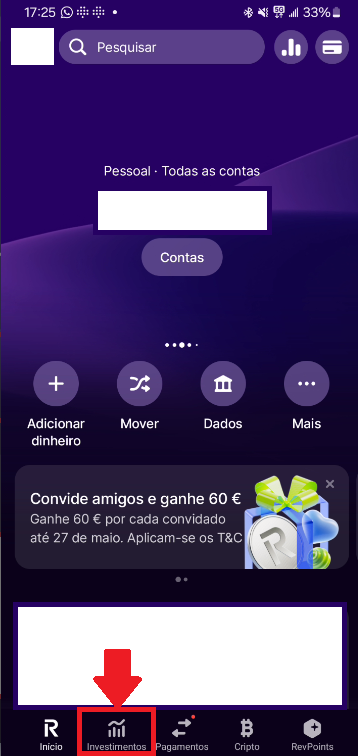 17:25 33%
Pesquisar
Pessoal · Todas as contas
Contas
Adicionar dinheiro
Mover
Dados
Mais
Convide amigos e ganhe 60 €
Ganhe 60 € por cada convidado
até 27 de maio. Aplicam-se os T&C
R
Início
Investimentos
Pagamentos
Cripto
RevPoints